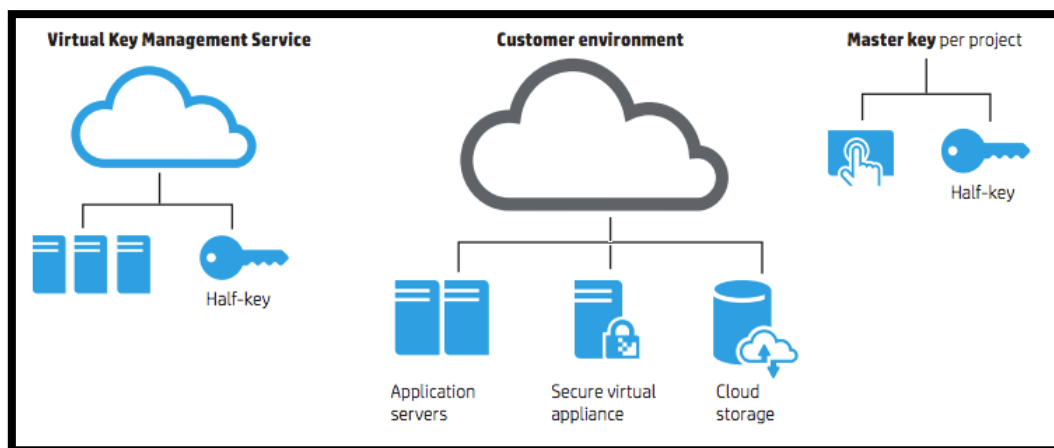 Virtual Key Management Service
Customer environment
Master key per project
Half-key
Half-key
Application
servers
Secure virtual
appliance
Cloud
storage